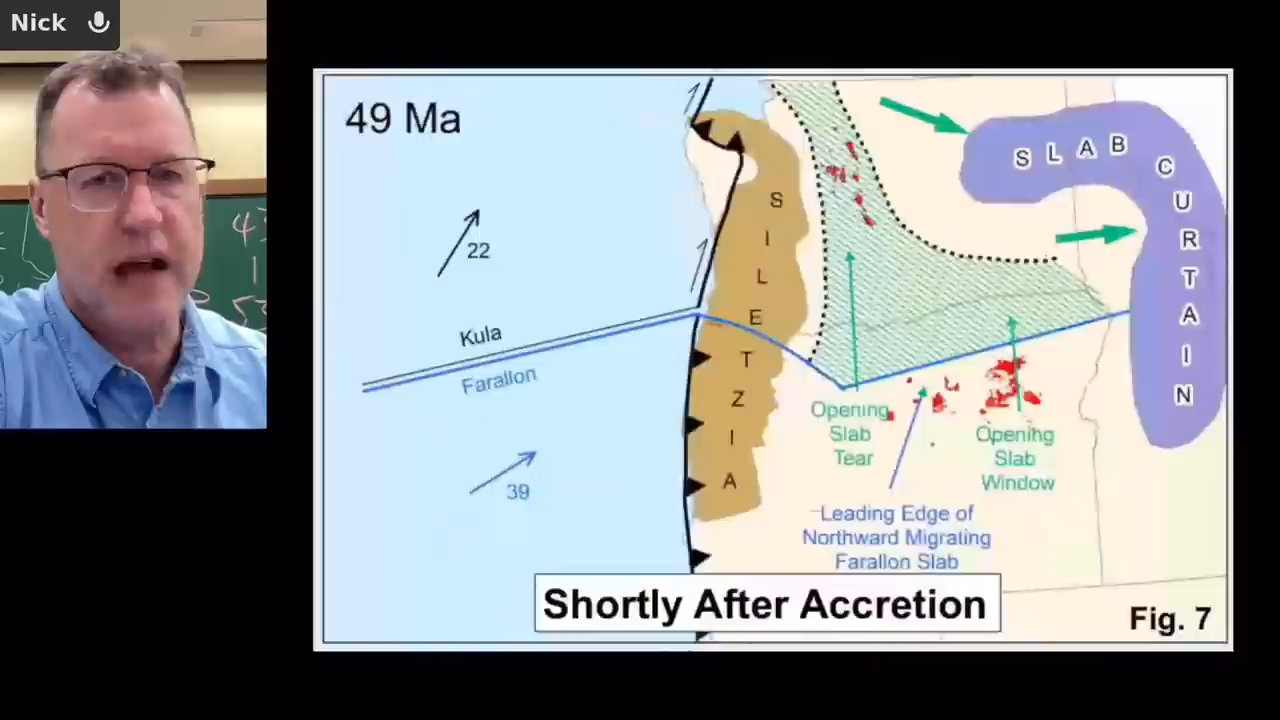 Nick
49 Ma
22
Kula
Farallon
39
SILETZIA
SLAB CURTAIN
Opening
Slab
Tear
Opening
Slab
Window
Leading Edge of
Northward Migrating
Farallon Slab
Shortly After Accretion
Fig. 7